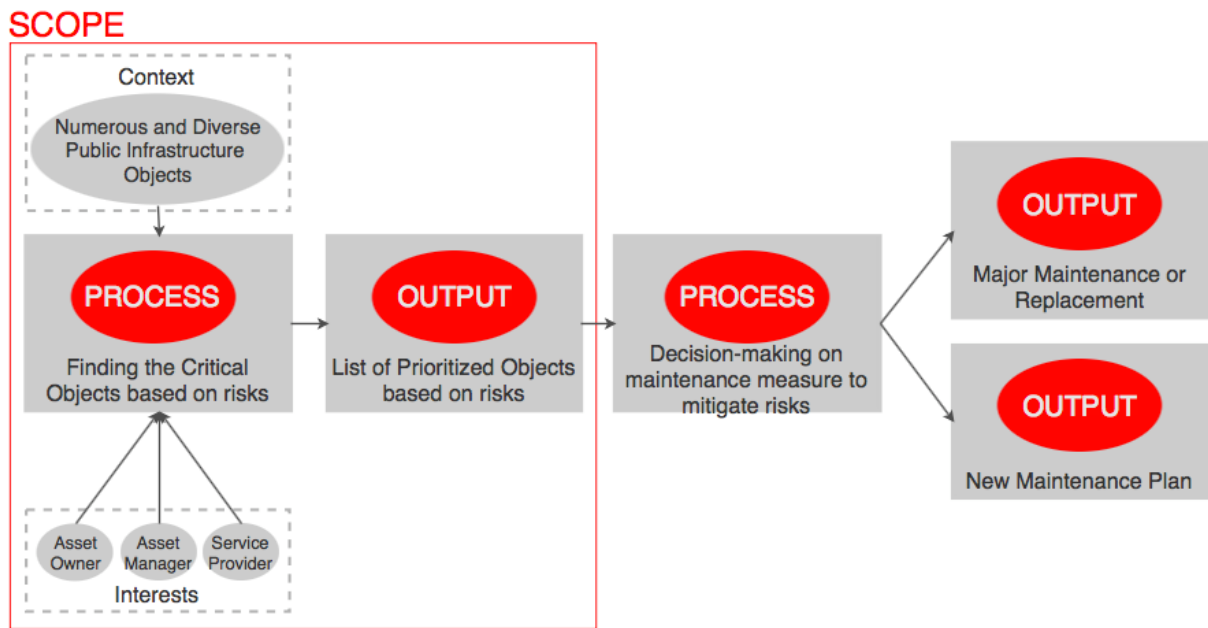 SCOPE
Context
Numerous and Diverse
Public Infrastructure
Objects
PROCESS
Finding the Critical
Objects based on risks
OUTPUT
List of Prioritized Objects
based on risks
PROCESS
Decision-making on
maintenance measure to
mitigate risks
OUTPUT
Major Maintenance or
Replacement
OUTPUT
New Maintenance Plan
Asset
Owner
Asset
Manager
Service
Provider
Interests